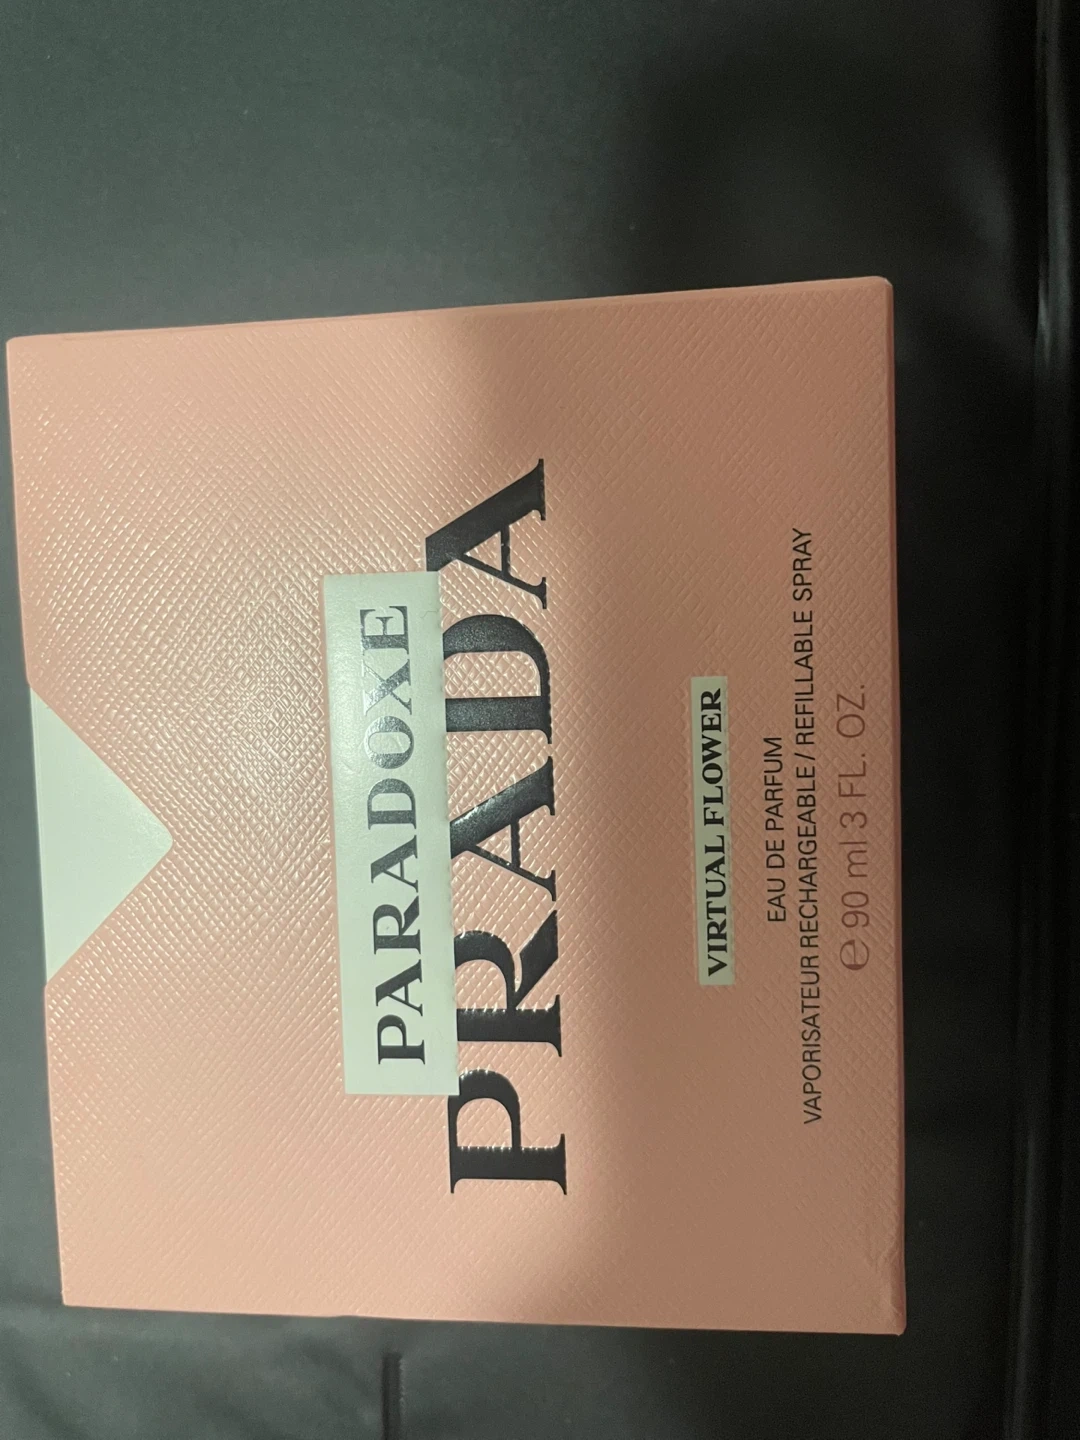 PARADOXE
PRADA
VIRTUAL FLOWER
EAU DE PARFUM
VAPORISATEUR RECHARGEABLE / REFILLABLE SPRAY
℮ 90 ml 3 FL. OZ.